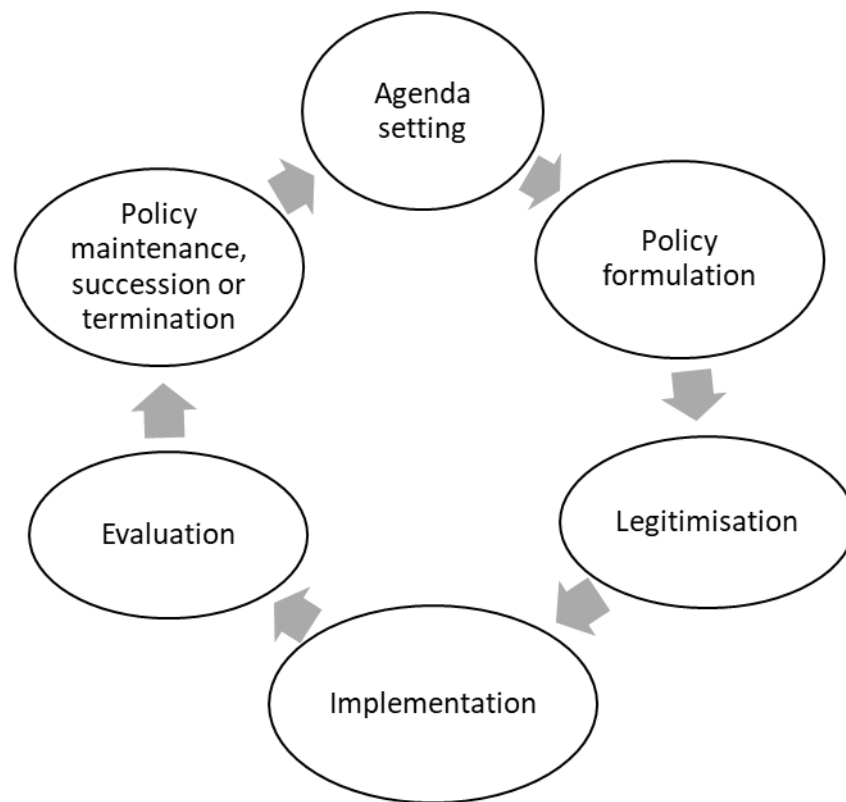 Agenda
setting
Policy
formulation
Legitimisation
Implementation
Evaluation
Policy
maintenance,
succession or
termination